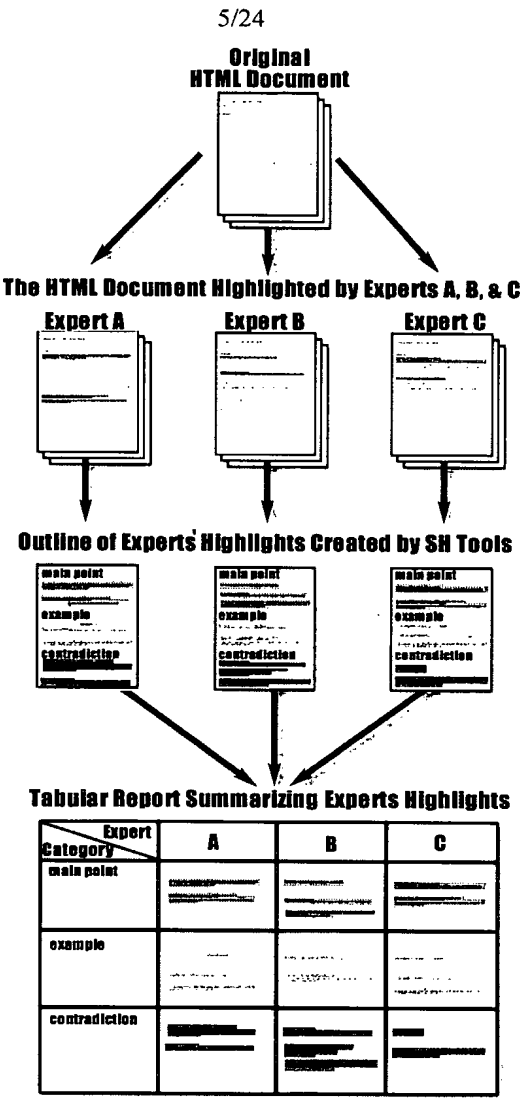 5/24
Original
HTML Document
The HTML Document Highlighted by Experts A, B, & C
Expert A Expert B Expert C
Outline of Experts' Highlights Created by SH Tools
main point main point main point
example example example
contradiction contradiction contradiction
Tabular Report Summarizing Experts Highlights
Expert
Category A B C
main point
example
contradiction